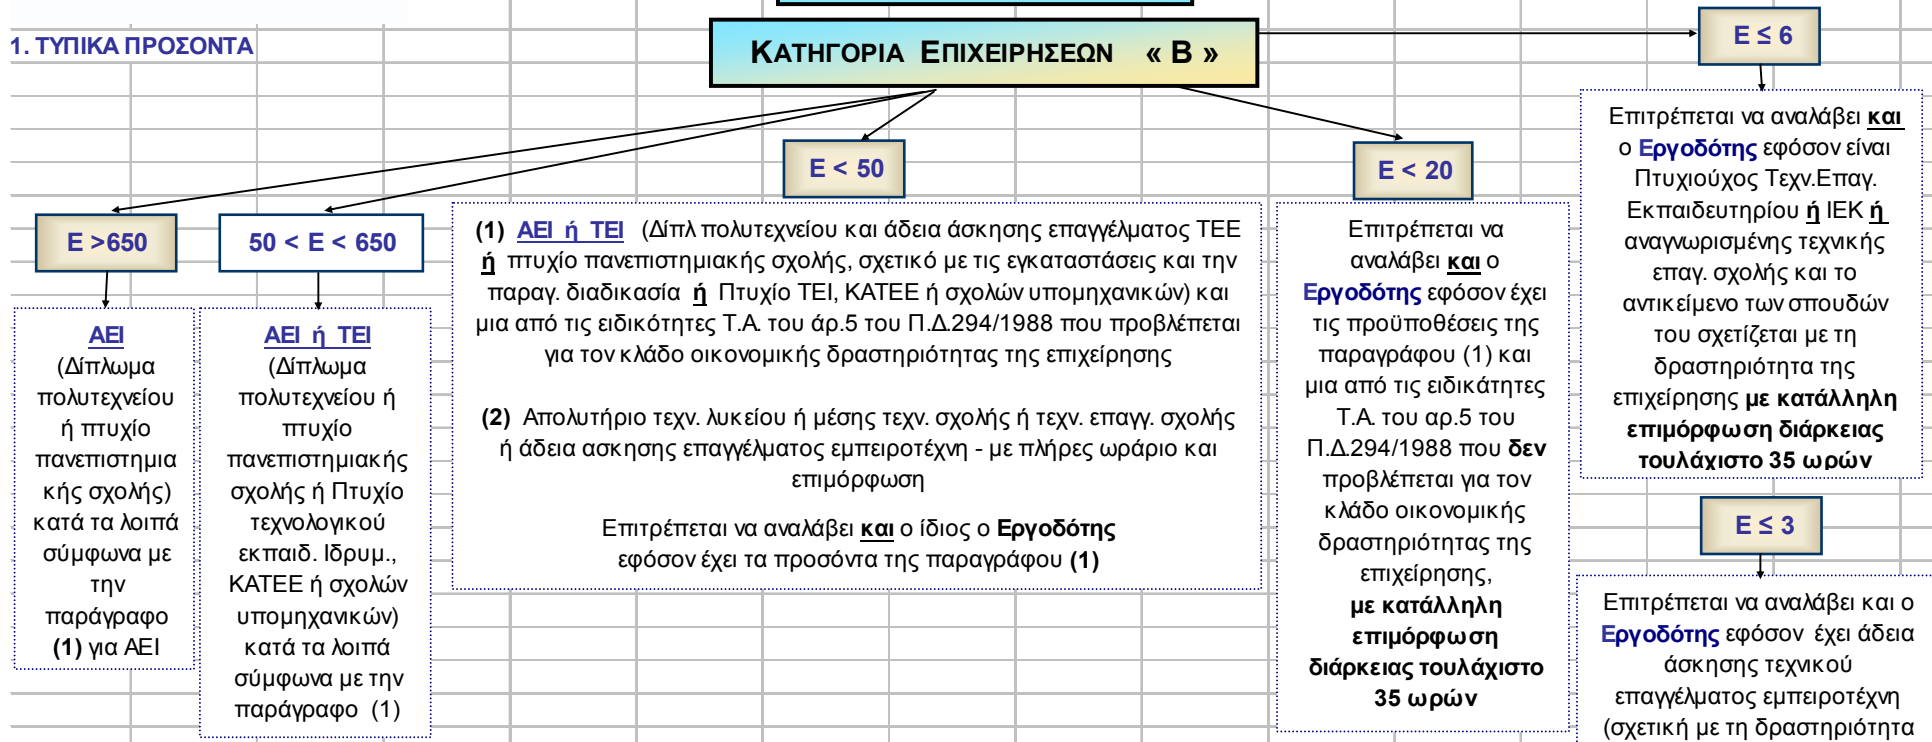 1. ΤΥΠΙΚΑ ΠΡΟΣΟΝΤΑ
ΚΑΤΗΓΟΡΙΑ ΕΠΙΧΕΙΡΗΣΕΩΝ « Β »
Ε ≤ 6
Ε < 50
Ε < 20
Ε >650
50 < Ε < 650
ΑΕΙ
(Δίπλωμα
πολυτεχνείου
ή πτυχίο
πανεπιστημια
κής σχολής)
κατά τα λοιπά
σύμφωνα με
την
παράγραφο
(1) για ΑΕΙ
ΑΕΙ ή ΤΕΙ
(Δίπλωμα
πολυτεχνείου ή
πτυχίο
πανεπιστημιακής
σχολής ή Πτυχίο
τεχνολογικού
εκπαιδ. Ιδρυμ.,
ΚΑΤΕΕ ή σχολών
υπομηχανικών)
κατά τα λοιπά
σύμφωνα με την
παράγραφο (1)
(1) ΑΕΙ ή ΤΕΙ (Δίπλ πολυτεχνείου και άδεια άσκησης επαγγέλματος ΤΕΕ
ή πτυχίο πανεπιστημιακής σχολής, σχετικό με τις εγκαταστάσεις και την
παραγ. διαδικασία ή Πτυχίο ΤΕΙ, ΚΑΤΕΕ ή σχολών υπομηχανικών) και
μια από τις ειδικότητες Τ.Α. του άρ.5 του Π.Δ.294/1988 που προβλέπεται
για τον κλάδο οικονομικής δραστηριότητας της επιχείρησης
(2) Απολυτήριο τεχν. λυκείου ή μέσης τεχν. σχολής ή τεχν. επαγγ. σχολής
ή άδεια ασκησης επαγγέλματος εμπειροτέχνη - με πλήρες ωράριο και
επιμόρφωση
Επιτρέπεται να αναλάβει και ο ίδιος ο Εργοδότης
εφόσον έχει τα προσόντα της παραγράφου (1)
Επιτρέπεται να
αναλάβει και ο
Εργοδότης εφόσον έχει
τις προϋποθέσεις της
παραγράφου (1) και
μια από τις ειδικάτητες
Τ.Α. του αρ.5 του
Π.Δ.294/1988 που δεν
προβλέπεται για τον
κλάδο οικονομικής
δραστηριότητας της
επιχείρησης,
με κατάλληλη
επιμόρφωση
διάρκειας τουλάχιστο
35 ωρών
Επιτρέπεται να αναλάβει και
ο Εργοδότης εφόσον είναι
Πτυχιούχος Τεχν.Επαγ.
Εκπαιδευτηρίου ή ΙΕΚ ή
αναγνωρισμένης τεχνικής
επαγ. σχολής και το
αντικείμενο των σπουδών
του σχετίζεται με τη
δραστηριότητα της
επιχείρησης με κατάλληλη
επιμόρφωση διάρκειας
τουλάχιστο 35 ωρών
Ε ≤ 3
Επιτρέπεται να αναλάβει και ο
Εργοδότης εφόσον έχει άδεια
άσκησης τεχνικού
επαγγέλματος εμπειροτέχνη
(σχετική με τη δραστηριότητα